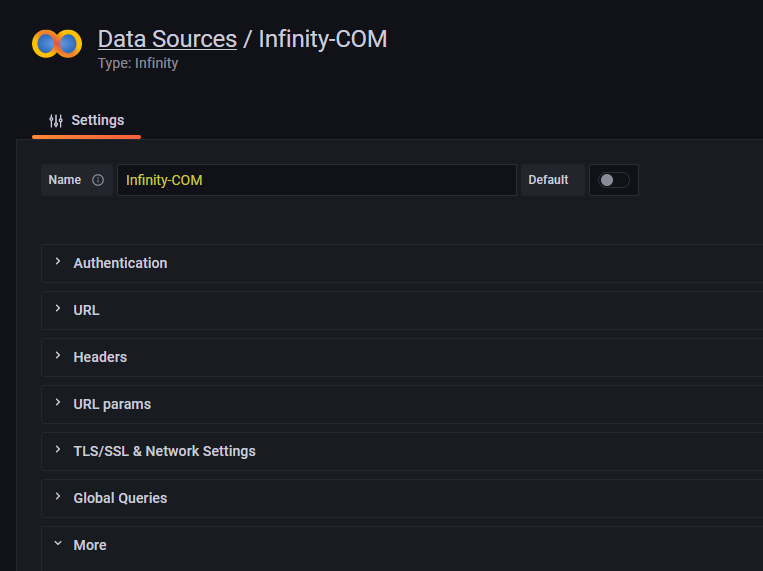 Data Sources / Infinity-COM
Type: Infinity
Settings
Name Infinity-COM Default
Authentication
URL
Headers
URL params
TLS/SSL & Network Settings
Global Queries
More